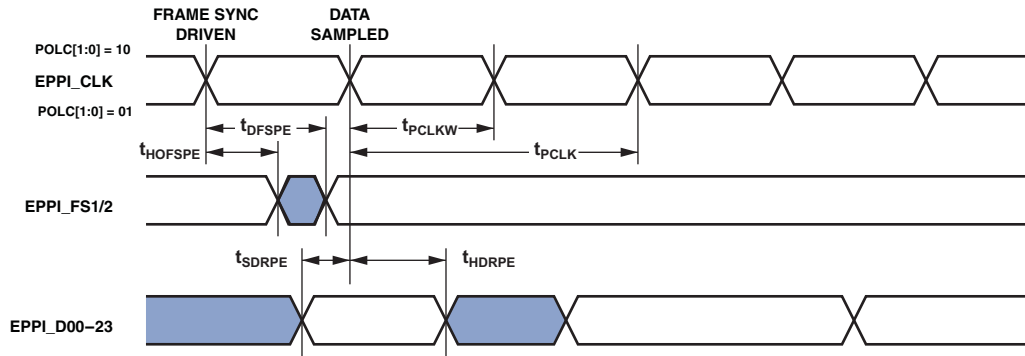 FRAME SYNC
DRIVEN
DATA
SAMPLED
POLC[1:0] = 10
EPPI_CLK
POLC[1:0] = 01
tDFSPE
tPCLKW
tHOFSPE
tPCLK
EPPI_FS1/2
tSDRPE
tHDRPE
EPPI_D00–23